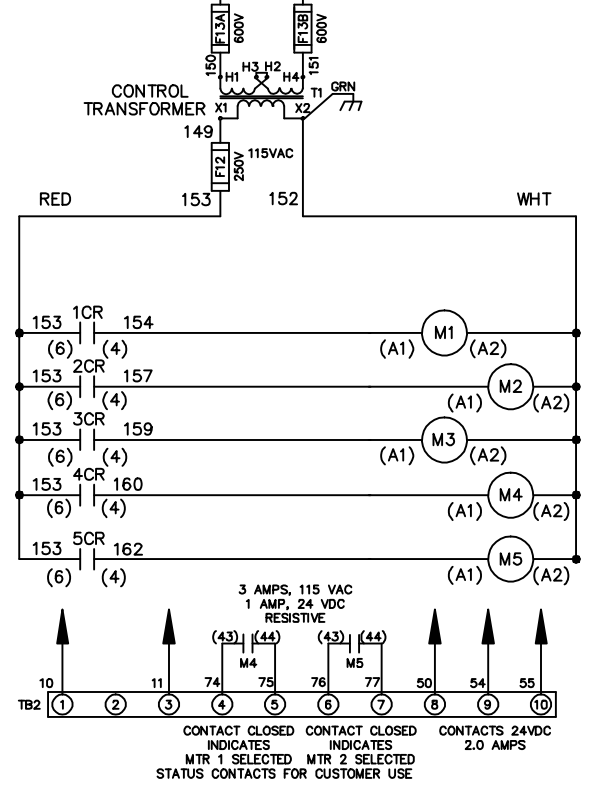 F13A 600V F13B 600V
150 151
H1 H3 H2 H4
CONTROL
TRANSFORMER
T1 GRN
X1 X2
149
F12 250V 115VAC
RED 153 152 WHT
1CR
153 154 M1
(6) (4) (A1) (A2)
2CR
153 157 M2
(6) (4) (A1) (A2)
3CR
153 159 M3
(6) (4) (A1) (A2)
4CR
153 160 M4
(6) (4) (A1) (A2)
5CR
153 162 M5
(6) (4) (A1) (A2)
3 AMPS, 115 VAC
1 AMP, 24 VDC
RESISTIVE
(43) (44) (43) (44)
M4 M5
10 11 74 75 76 77 50 54 55
TB2 1 2 3 4 5 6 7 8 9 10
CONTACT CLOSED
INDICATES
MTR 1 SELECTED
CONTACT CLOSED
INDICATES
MTR 2 SELECTED
CONTACTS 24VDC
2.0 AMPS
STATUS CONTACTS FOR CUSTOMER USE